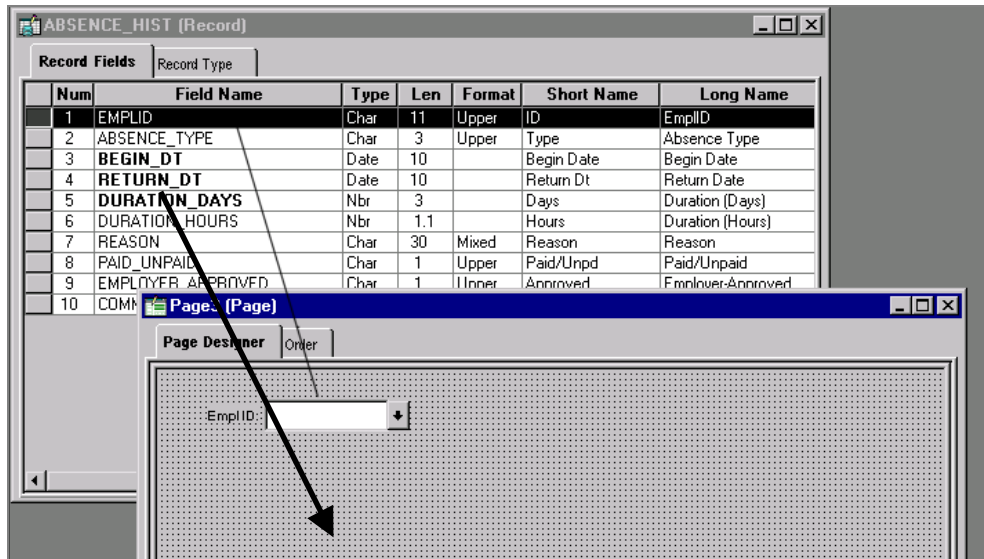 ABSENCE_HIST (Record)
Record Fields Record Type
Num Field Name Type Len Format Short Name Long Name
1 EMPLID Char 11 Upper ID EmplID
2 ABSENCE_TYPE Char 3 Upper Type Absence Type
3 BEGIN_DT Date 10 Begin Date Begin Date
4 RETURN_DT Date 10 Return Dt Return Date
5 DURATION_DAYS Nbr 3 Days Duration (Days)
6 DURATION_HOURS Nbr 1.1 Hours Duration (Hours)
7 REASON Char 30 Mixed Reason Reason
8 PAID_UNPAID Char 1 Upper Paid/Unpd Paid/Unpaid
9 EMPLOYER_APPROVED Char 1 Upper Approved Employer-Approved
10 COMM
(Page)
Page Designer Order
EmplID: